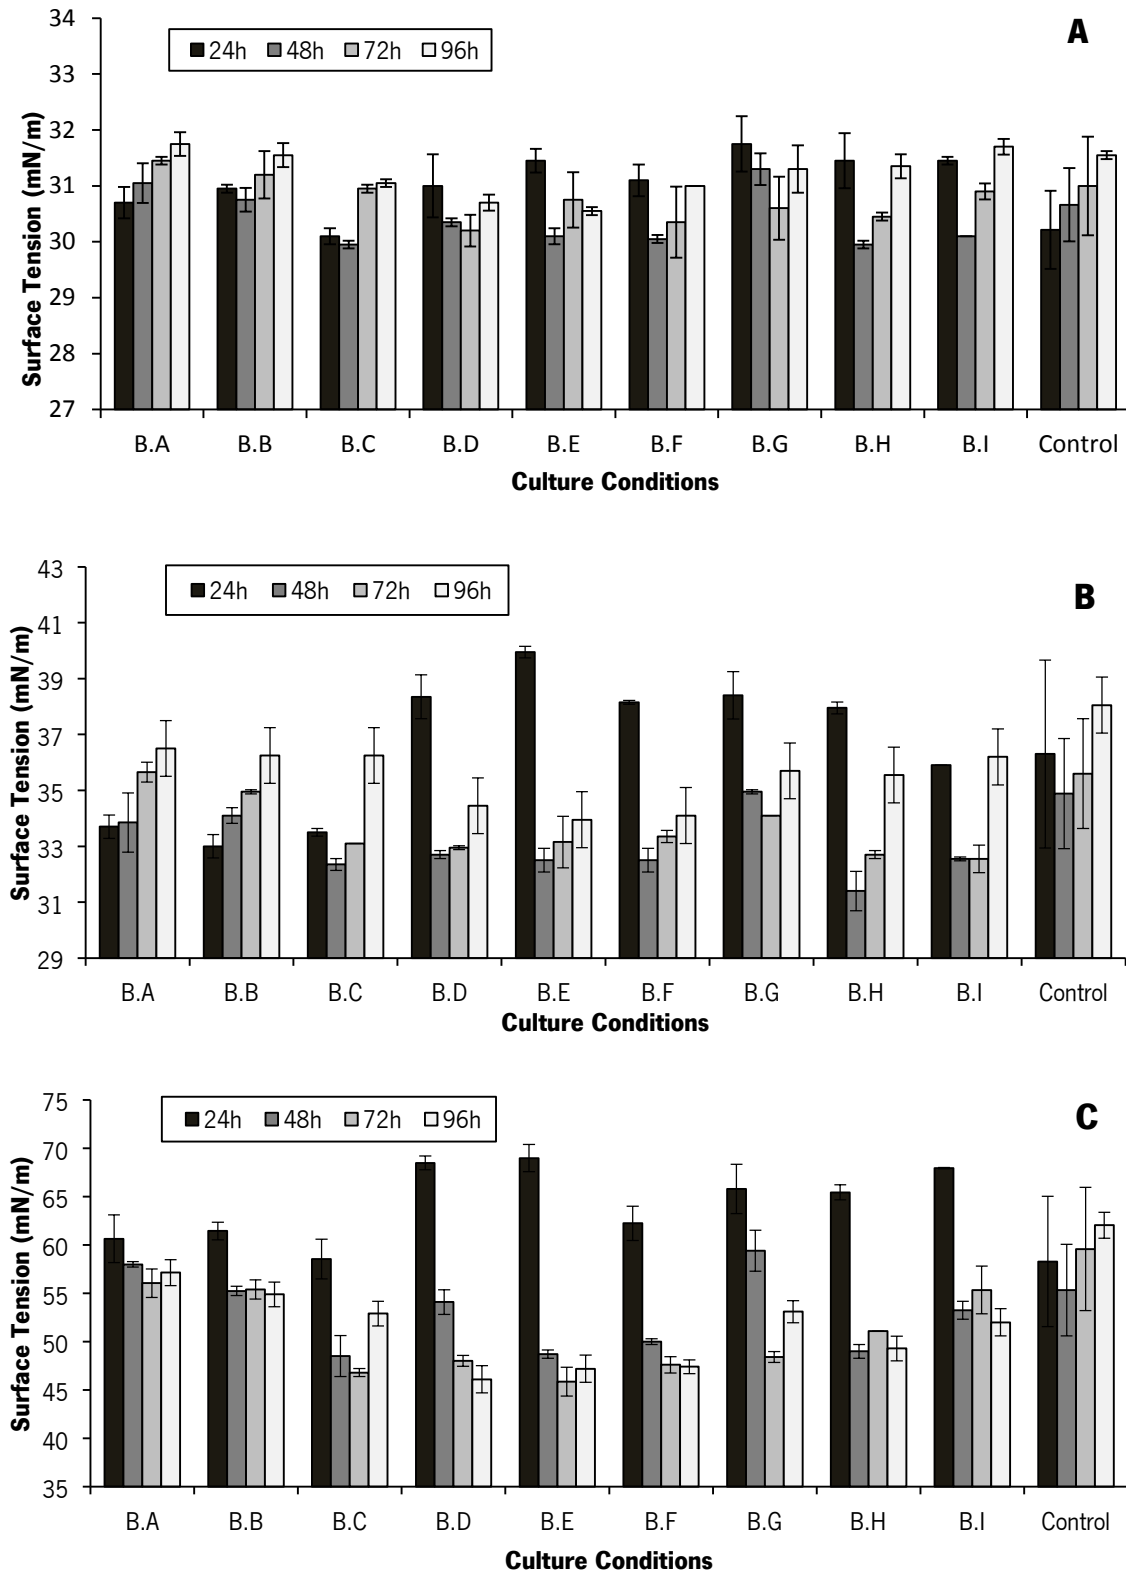 A
24h 48h 72h 96h
34
33
32
31
30
29
28
27
Surface Tension (mN/m)
B.A B.B B.C B.D B.E B.F B.G B.H B.I Control
Culture Conditions
B
24h 48h 72h 96h
43
41
39
37
35
33
31
29
Surface Tension (mN/m)
B.A B.B B.C B.D B.E B.F B.G B.H B.I Control
Culture Conditions
C
24h 48h 72h 96h
75
70
65
60
55
50
45
40
35
Surface Tension (mN/m)
B.A B.B B.C B.D B.E B.F B.G B.H B.I Control
Culture Conditions